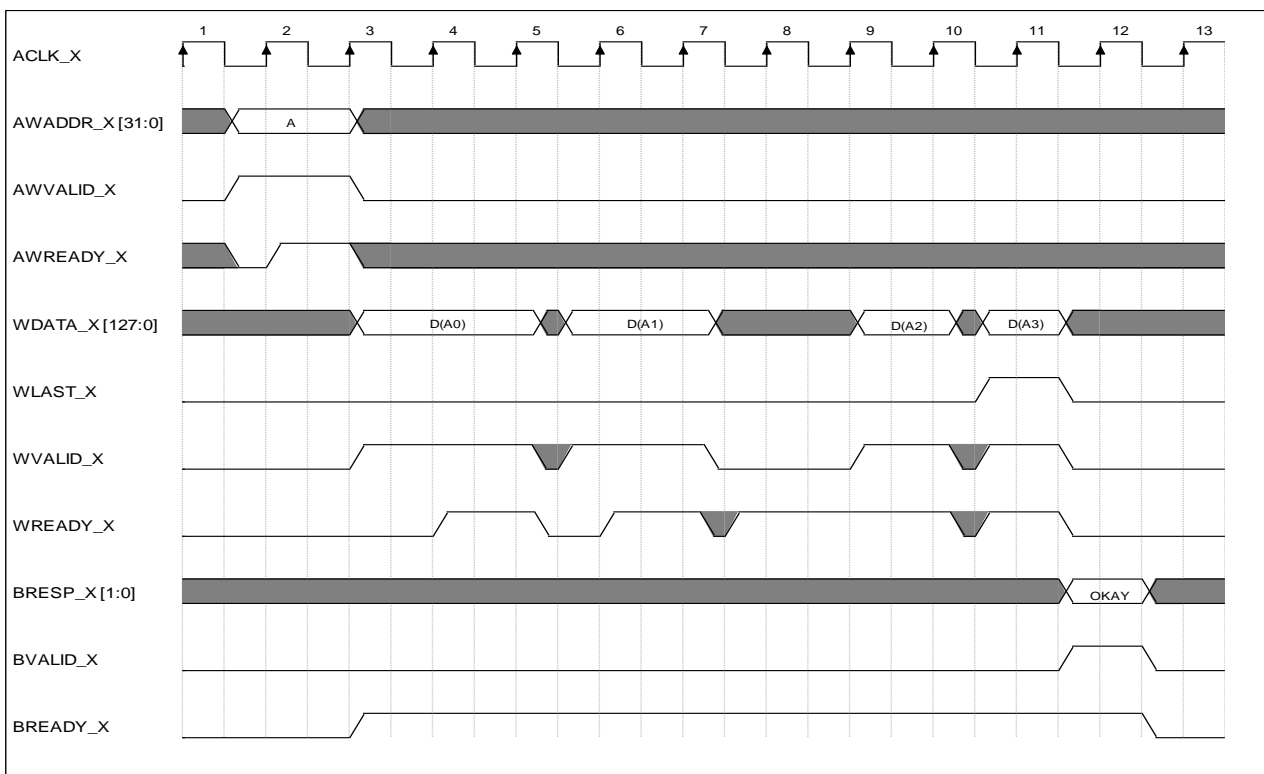 1 2 3 4 5 6 7 8 9 10 11 12 13
ACLK_X
AWADDR_X [31:0] A
AWVALID_X
AWREADY_X
WDATA_X [127:0] D(A0) D(A1) D(A2) D(A3)
WLAST_X
WVALID_X
WREADY_X
BRESP_X [1:0] OKAY
BVALID_X
BREADY_X